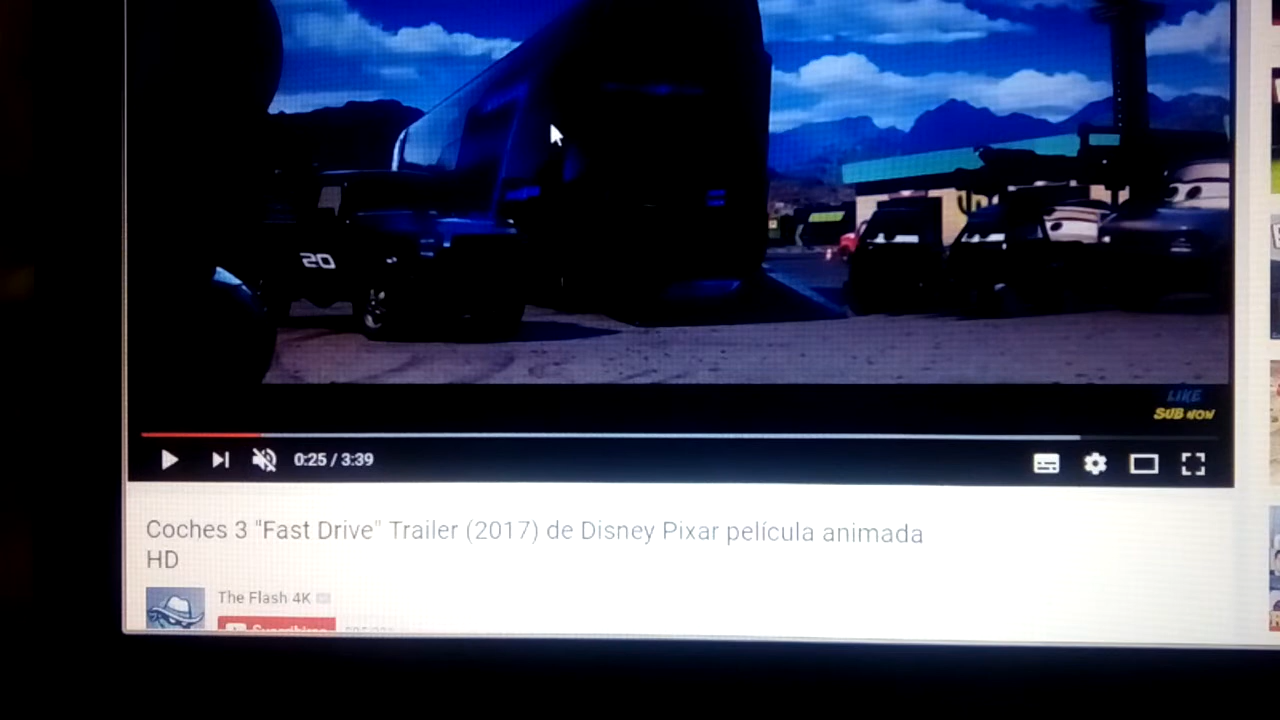 20
LIKE
SUB NOW
0:25 / 3:39
Coches 3 "Fast Drive" Trailer (2017) de Disney Pixar película animada
HD
The Flash 4K
Suscribirse